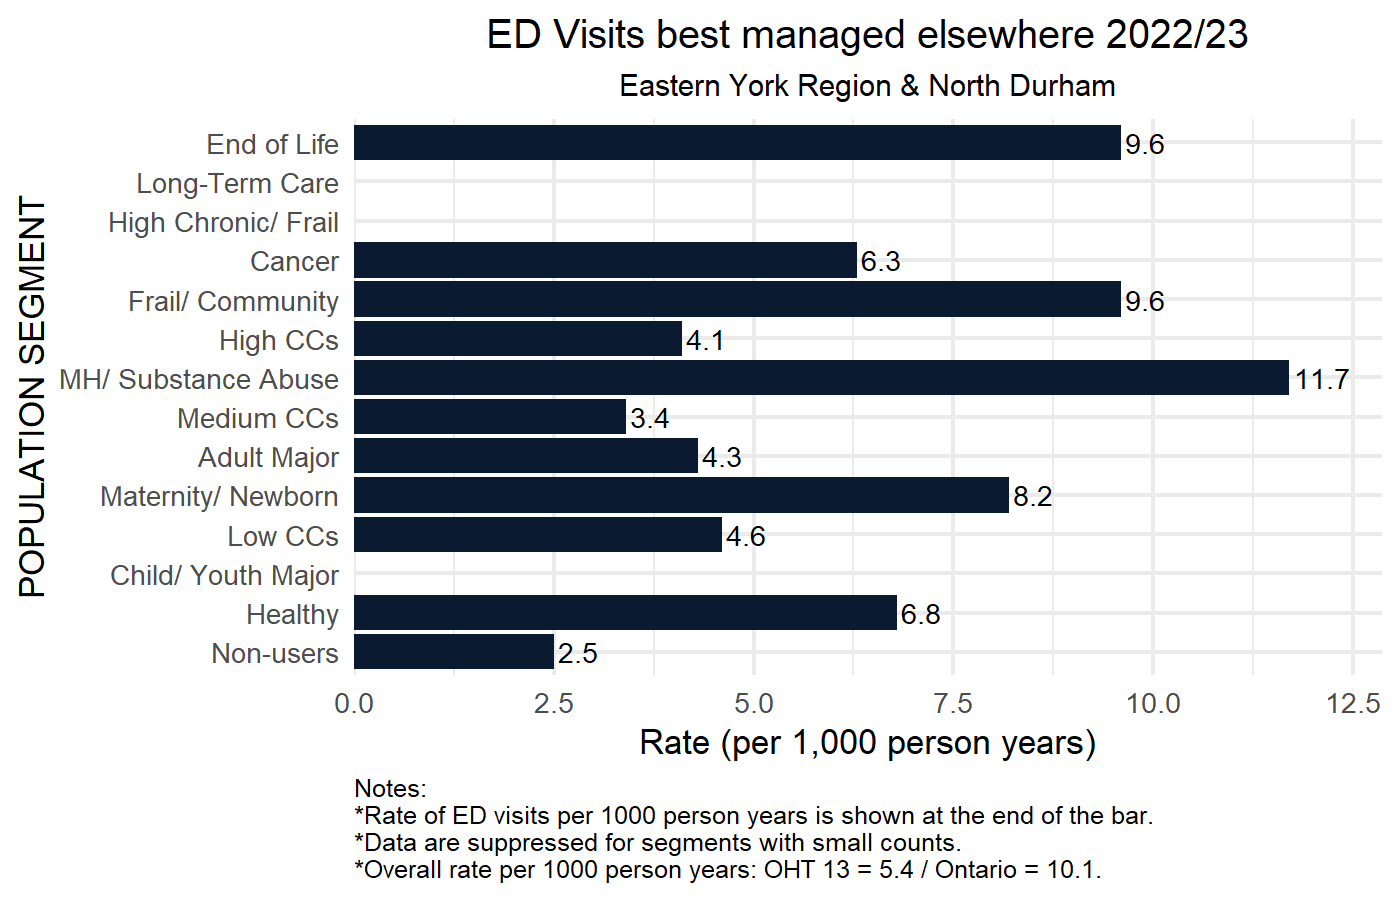 ED Visits best managed elsewhere 2022/23
Eastern York Region & North Durham
POPULATION SEGMENT
End of Life 9.6
Long-Term Care
High Chronic/ Frail
Cancer 6.3
Frail/ Community 9.6
High CCs 4.1
MH/ Substance Abuse 11.7
Medium CCs 3.4
Adult Major 4.3
Maternity/ Newborn 8.2
Low CCs 4.6
Child/ Youth Major
Healthy 6.8
Non-users 2.5
0.0 2.5 5.0 7.5 10.0 12.5
Rate (per 1,000 person years)
Notes:
*Rate of ED visits per 1000 person years is shown at the end of the bar.
*Data are suppressed for segments with small counts.
*Overall rate per 1000 person years: OHT 13 = 5.4 / Ontario = 10.1.